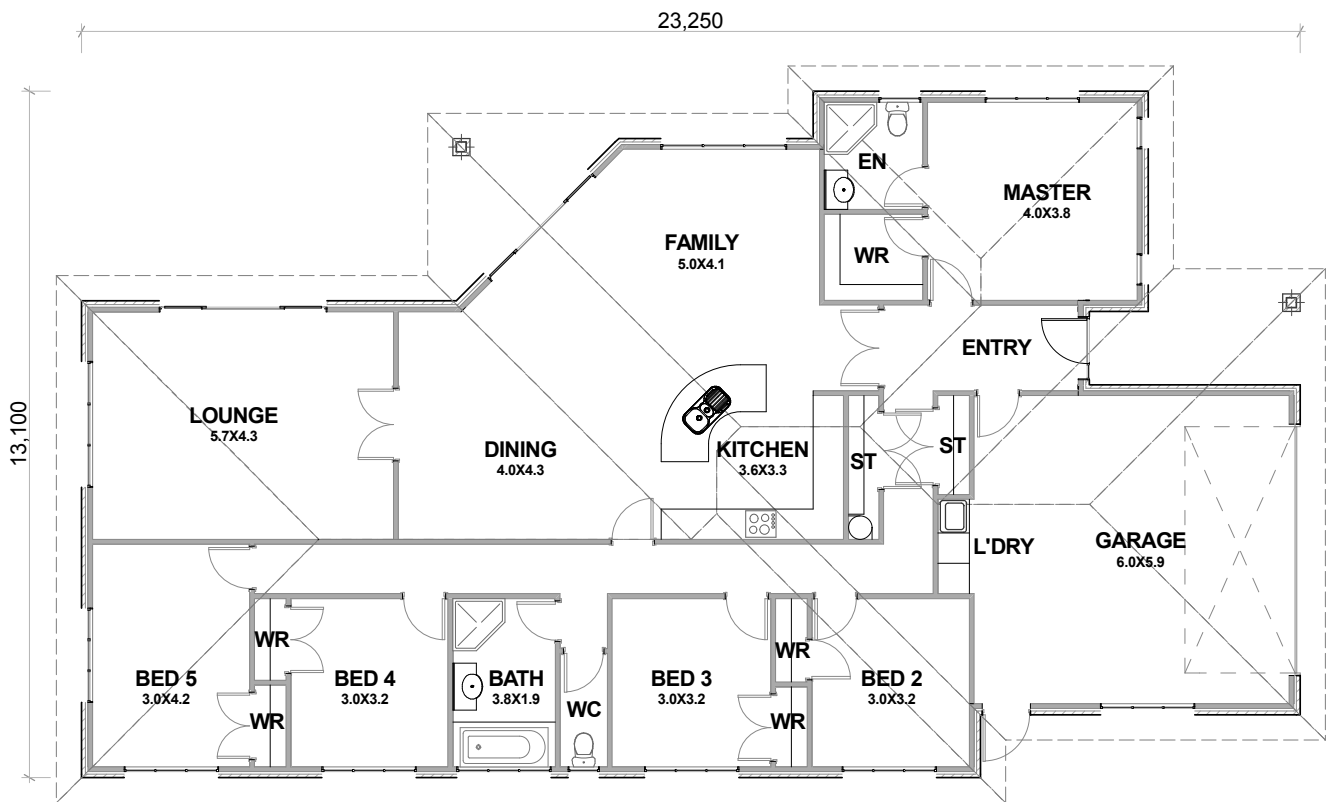 23,250
13,100
EN
MASTER
4.0X3.8
FAMILY
5.0X4.1
WR
ENTRY
LOUNGE
5.7X4.3
DINING
4.0X4.3
KITCHEN
3.6X3.3
ST
ST
L'DRY
GARAGE
6.0X5.9
WR
BED 5
3.0X4.2
WR
BED 4
3.0X3.2
BATH
3.8X1.9
WC
BED 3
3.0X3.2
WR
WR
BED 2
3.0X3.2